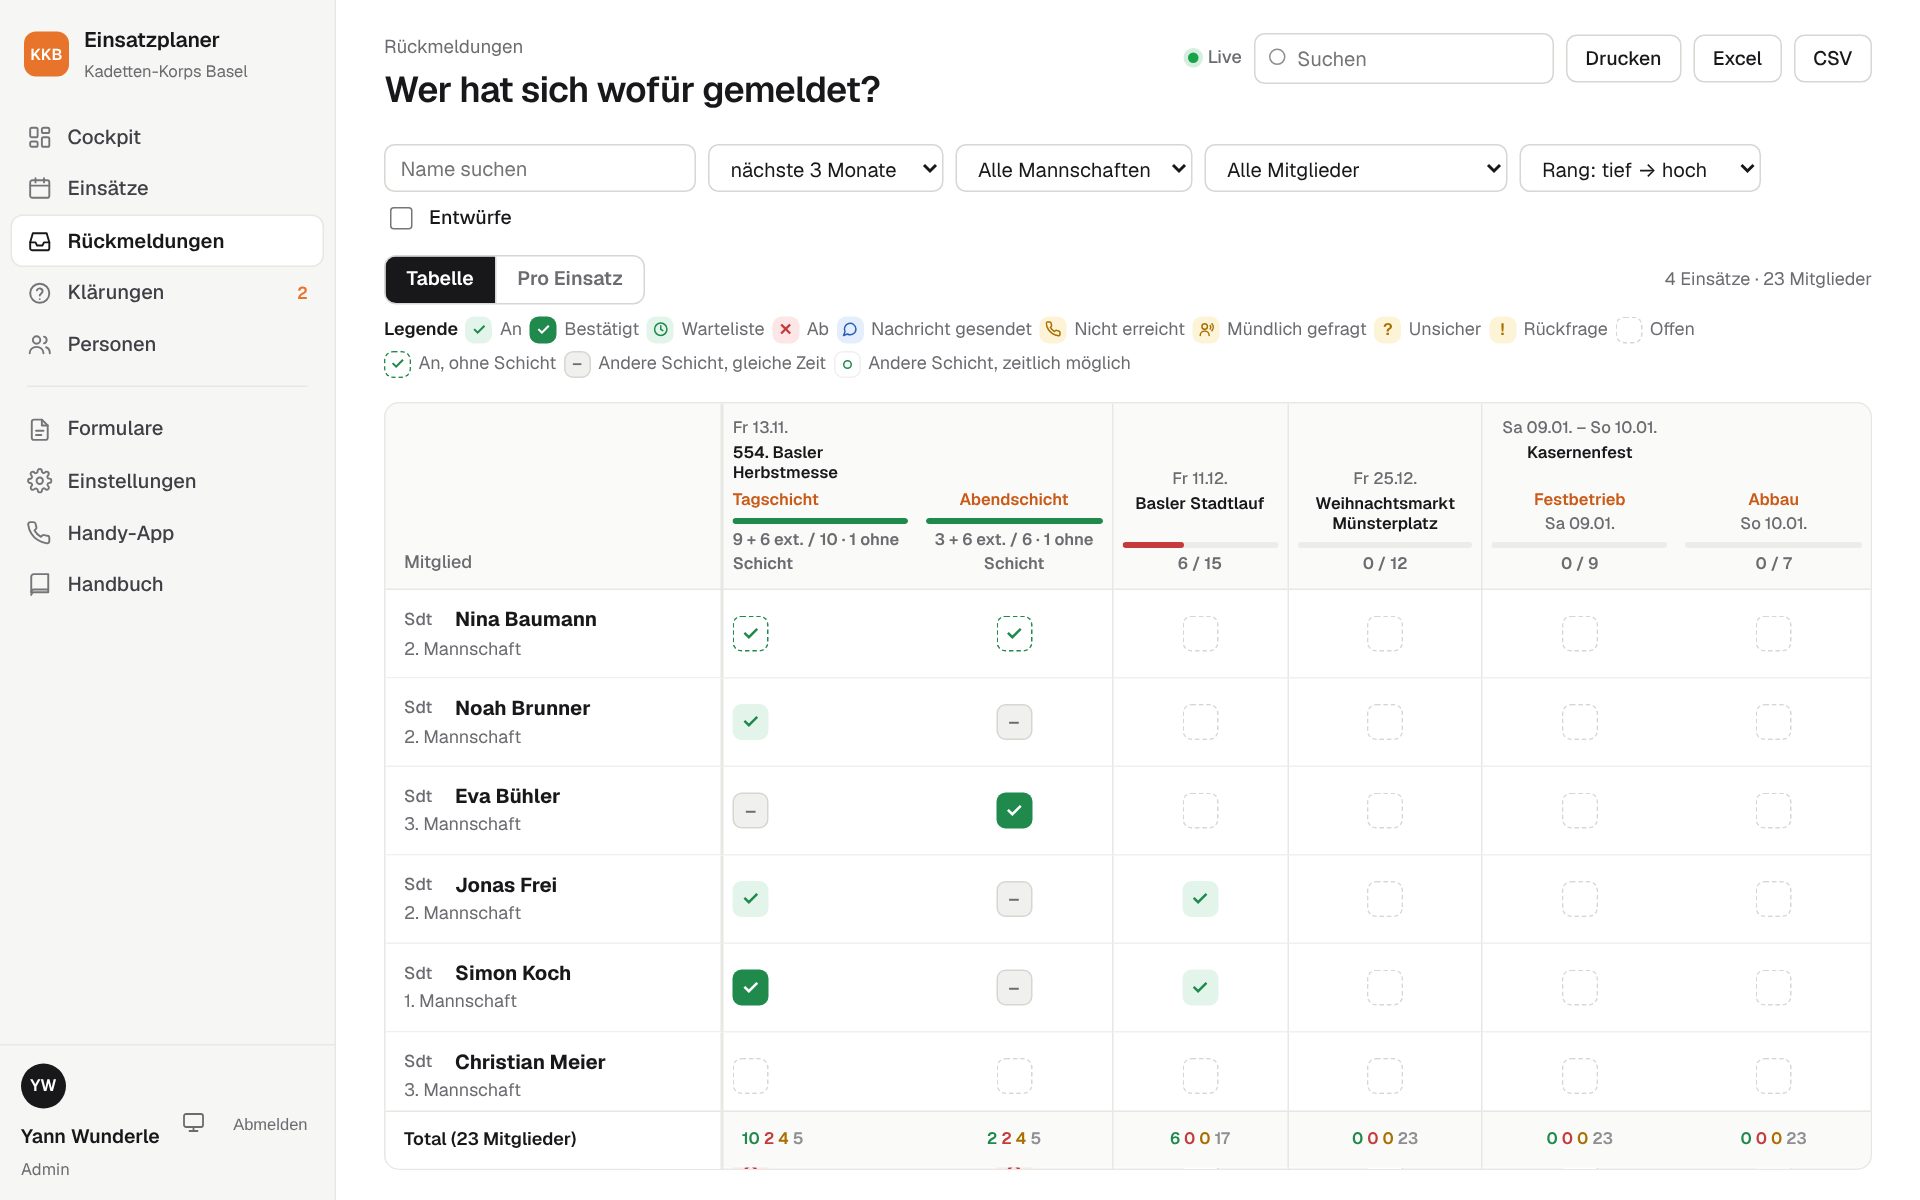 KKB
Einsatzplaner
Kadetten-Korps Basel
Cockpit
Einsätze
Rückmeldungen
Klärungen 2
Personen
Formulare
Einstellungen
Handy-App
Handbuch
YW
Yann Wunderle
Admin
Abmelden
Rückmeldungen
Wer hat sich wofür gemeldet?
Live
Suchen
Drucken
Excel
CSV
Name suchen
nächste 3 Monate
Alle Mannschaften
Alle Mitglieder
Rang: tief → hoch
Entwürfe
Tabelle
Pro Einsatz
4 Einsätze · 23 Mitglieder
Legende An Bestätigt Warteliste Ab Nachricht gesendet Nicht erreicht Mündlich gefragt ? Unsicher ! Rückfrage Offen
An, ohne Schicht – Andere Schicht, gleiche Zeit Andere Schicht, zeitlich möglich
Mitglied
Fr 13.11.
554. Basler
Herbstmesse
Tagschicht
9 + 6 ext. / 10 · 1 ohne
Schicht
Abendschicht
3 + 6 ext. / 6 · 1 ohne
Schicht
Fr 11.12.
Basler Stadtlauf
6 / 15
Fr 25.12.
Weihnachtsmarkt
Münsterplatz
0 / 12
Sa 09.01. – So 10.01.
Kasernenfest
Festbetrieb
Sa 09.01.
0 / 9
Abbau
So 10.01.
0 / 7
Sdt Nina Baumann
2. Mannschaft
Sdt Noah Brunner
2. Mannschaft
–
Sdt Eva Bühler
3. Mannschaft
–
Sdt Jonas Frei
2. Mannschaft
–
Sdt Simon Koch
1. Mannschaft
–
Sdt Christian Meier
3. Mannschaft
Total (23 Mitglieder) 10 2 4 5 2 2 4 5 6 0 0 17 0 0 0 23 0 0 0 23 0 0 0 23